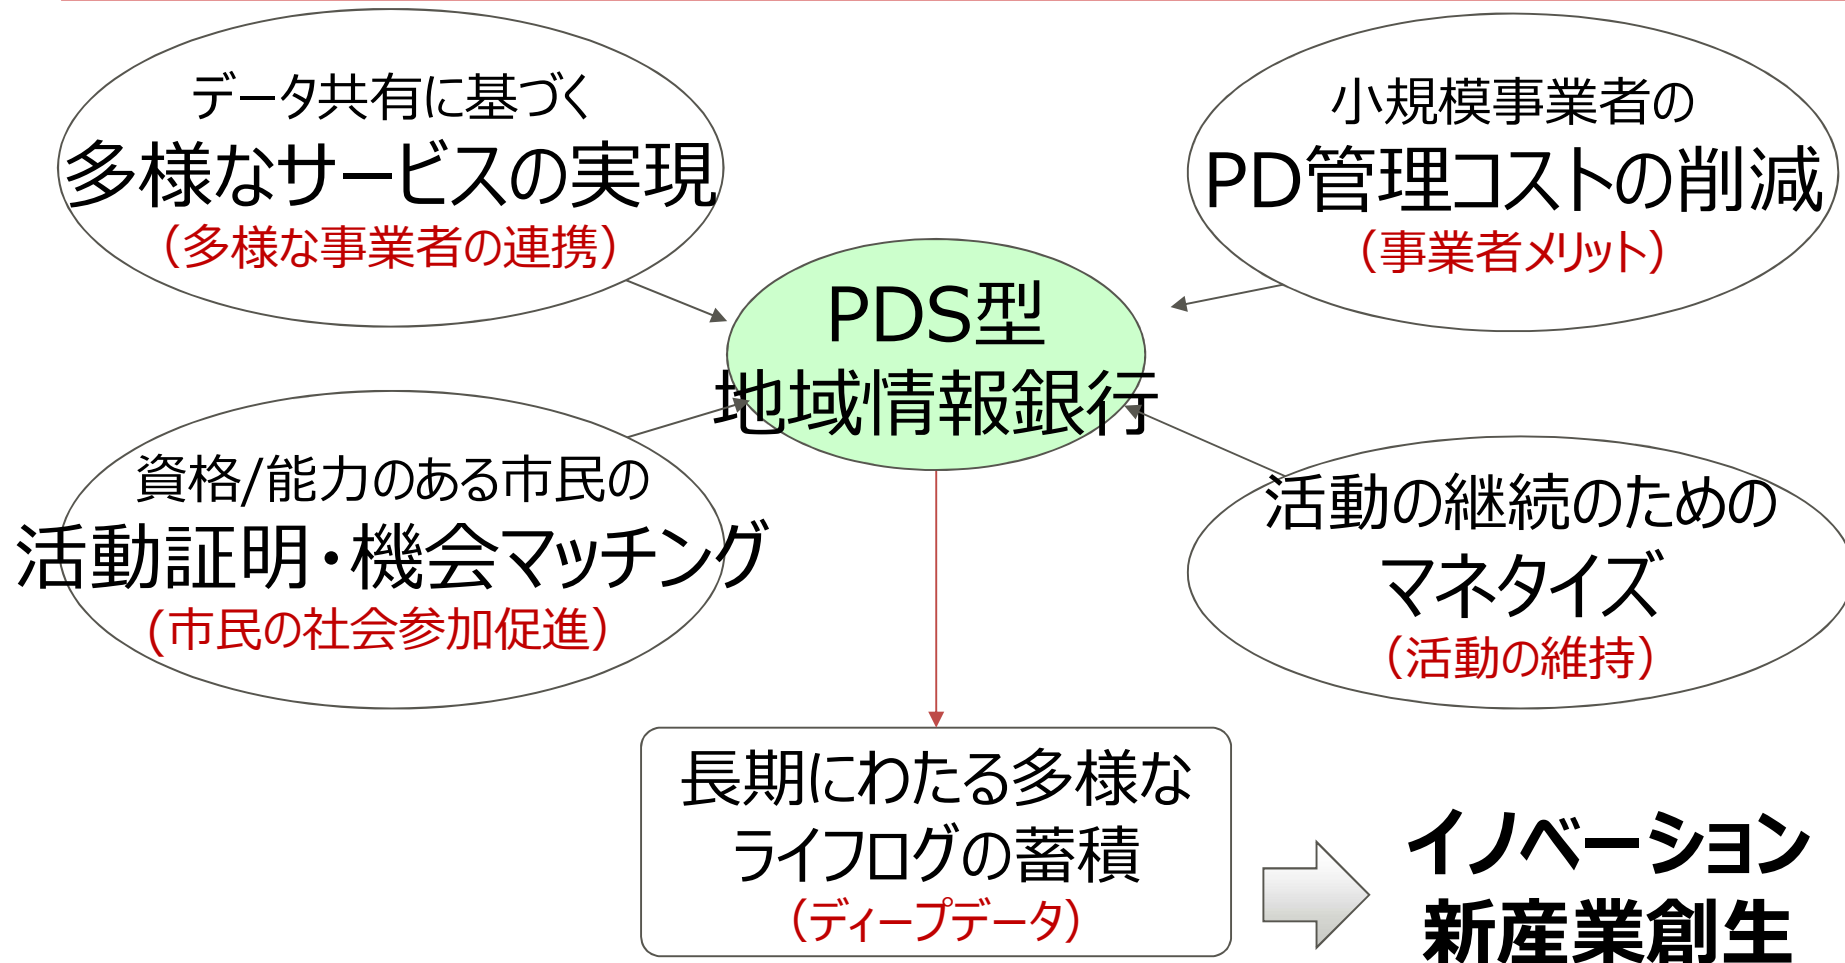 データ共有に基づく
多様なサービスの実現
（多様な事業者の連携）
小規模事業者の
PD管理コストの削減
（事業者メリット）
PDS型
地域情報銀行
資格/能力のある市民の
活動証明・機会マッチング
(市民の社会参加促進）
活動の継続のための
マネタイズ
（活動の維持）
長期にわたる多様な
ライフログの蓄積
（ディープデータ）
イノベーション
新産業創生